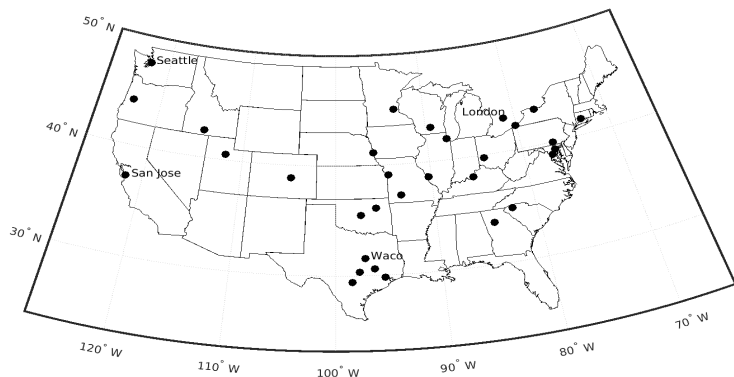 50° N
Seattle
London
40° N
San Jose
30° N
Waco
120° W
110° W
100° W
90° W
80° W
70° W